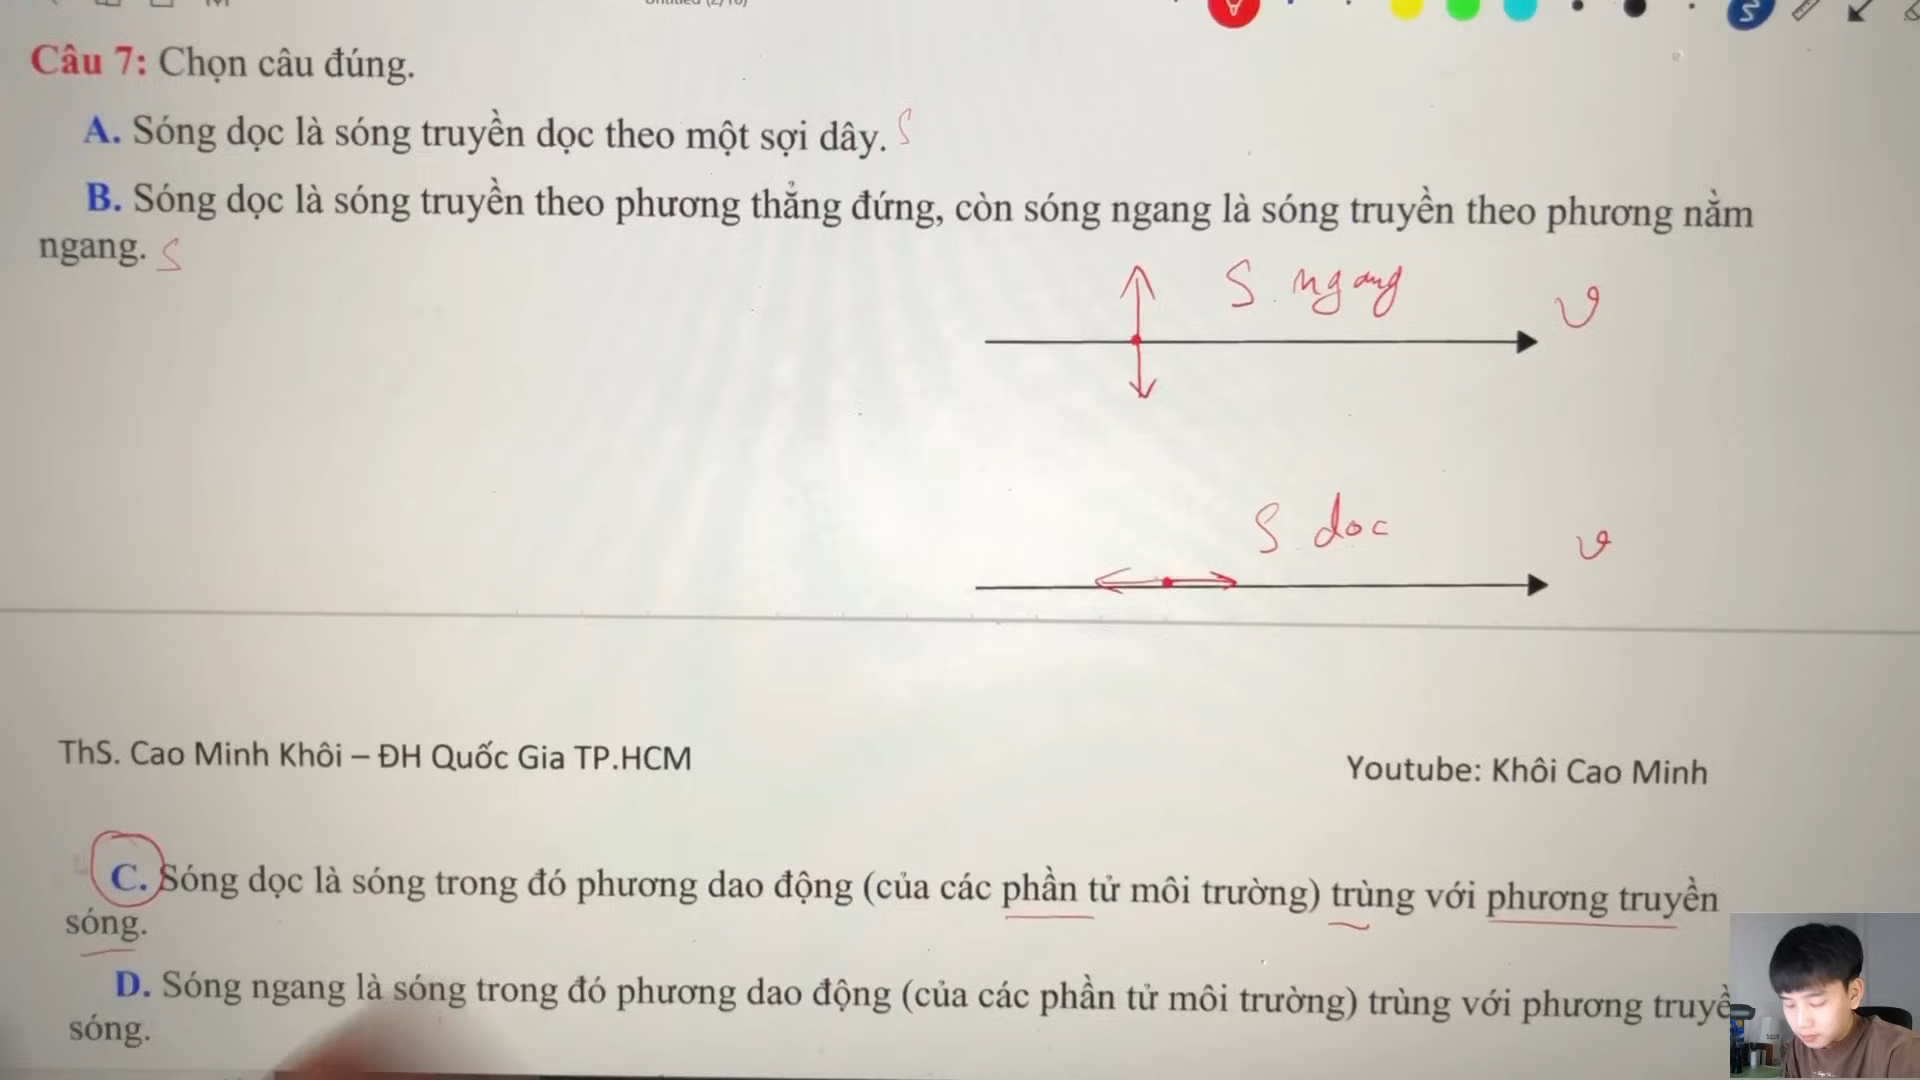 Câu 7: Chọn câu đúng.
A. Sóng dọc là sóng truyền dọc theo một sợi dây. S
B. Sóng dọc là sóng truyền theo phương thẳng đứng, còn sóng ngang là sóng truyền theo phương nằm
ngang. S
S ngang
v
S dọc
v
ThS. Cao Minh Khôi – ĐH Quốc Gia TP.HCM
Youtube: Khôi Cao Minh
C. Sóng dọc là sóng trong đó phương dao động (của các phần tử môi trường) trùng với phương truyền
sóng.
D. Sóng ngang là sóng trong đó phương dao động (của các phần tử môi trường) trùng với phương truyề
sóng.